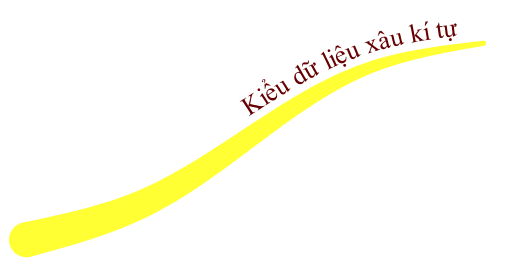 Kiểu dữ liệu xâu kí tự